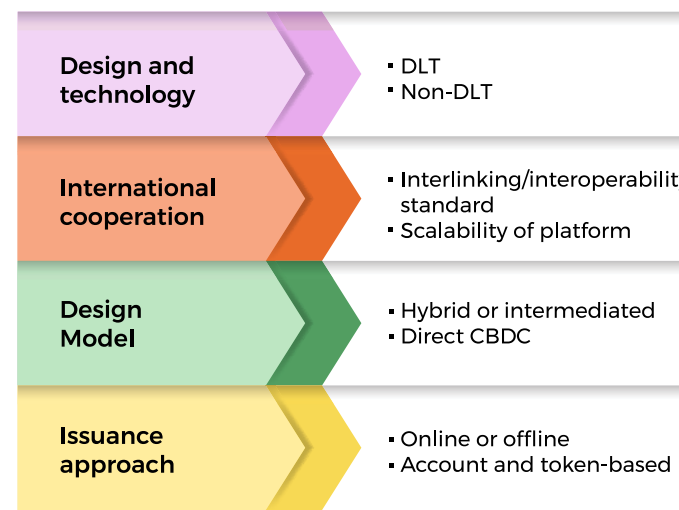 Design and
technology
▪ DLT
▪ Non-DLT
International
cooperation
▪ Interlinking/interoperabilit
standard
▪ Scalability of platform
Design
Model
▪ Hybrid or intermediated
▪ Direct CBDC
Issuance
approach
▪ Online or offline
▪ Account and token-based